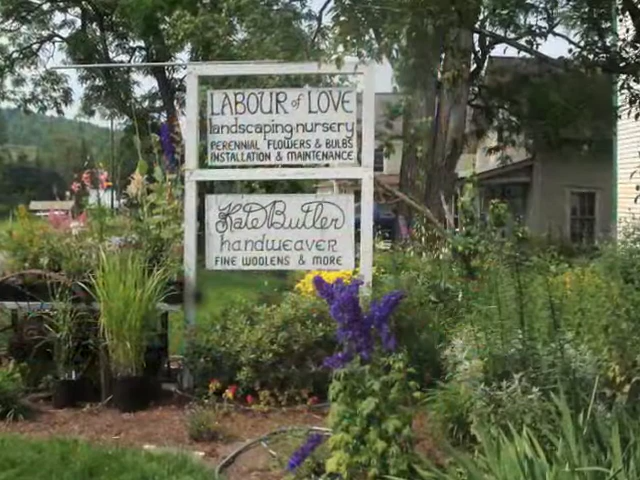 LABOUR of LOVE
landscaping · nursery
PERENNIAL FLOWERS & BULBS
INSTALLATION & MAINTENANCE
Kate Butler
handweaver
FINE WOOLENS & MORE